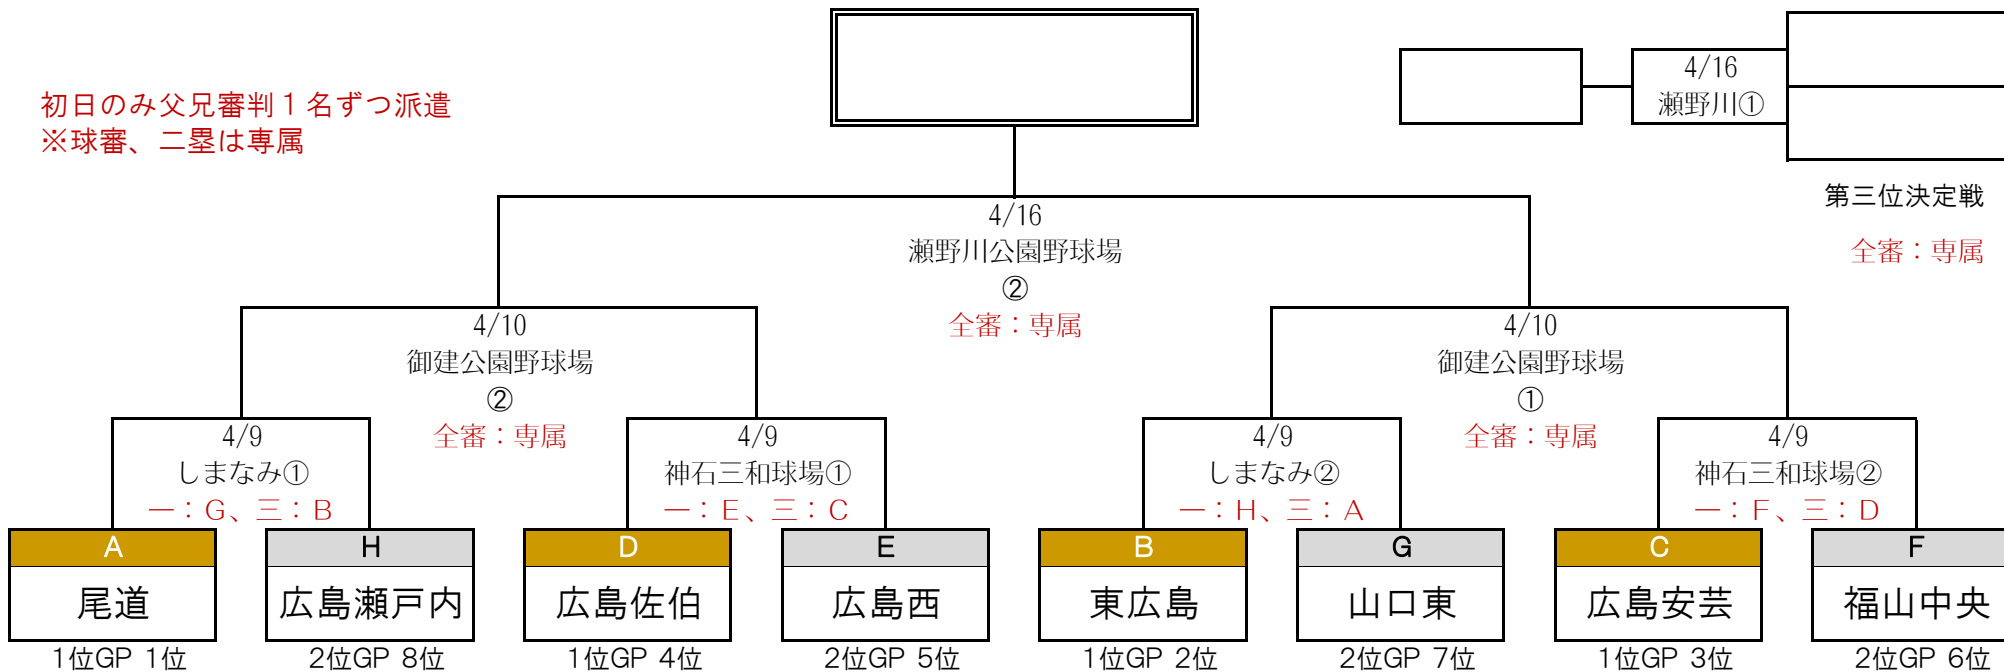 初日のみ父兄審判１名ずつ派遣
※球審、二塁は専属
4/16
瀬野川①
第三位決定戦
全審：専属
4/16
瀬野川公園野球場
②
全審：専属
4/10
御建公園野球場
②
全審：専属
4/10
御建公園野球場
①
全審：専属
4/9
しまなみ①
一：Ｇ、三：Ｂ
4/9
神石三和球場①
一：Ｅ、三：Ｃ
4/9
しまなみ②
一：Ｈ、三：Ａ
4/9
神石三和球場②
一：Ｆ、三：Ｄ
A
尾道
1位GP 1位
H
広島瀬戸内
2位GP 8位
D
広島佐伯
1位GP 4位
E
広島西
2位GP 5位
B
東広島
1位GP 2位
G
山口東
2位GP 7位
C
広島安芸
1位GP 3位
F
福山中央
2位GP 6位